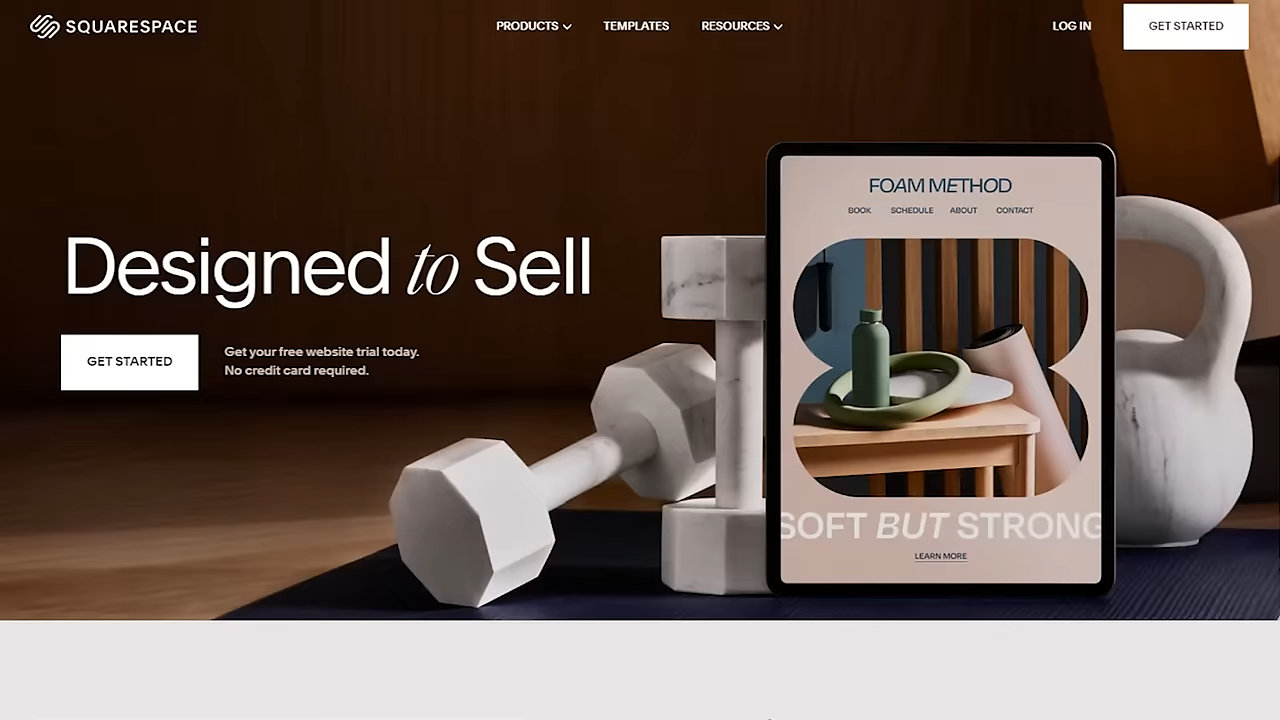 SQUARESPACE
PRODUCTS
TEMPLATES
RESOURCES
LOG IN
GET STARTED
Designed to Sell
GET STARTED
Get your free website trial today.
No credit card required.
FOAM METHOD
BOOK SCHEDULE ABOUT CONTACT
SOFT BUT STRONG
LEARN MORE